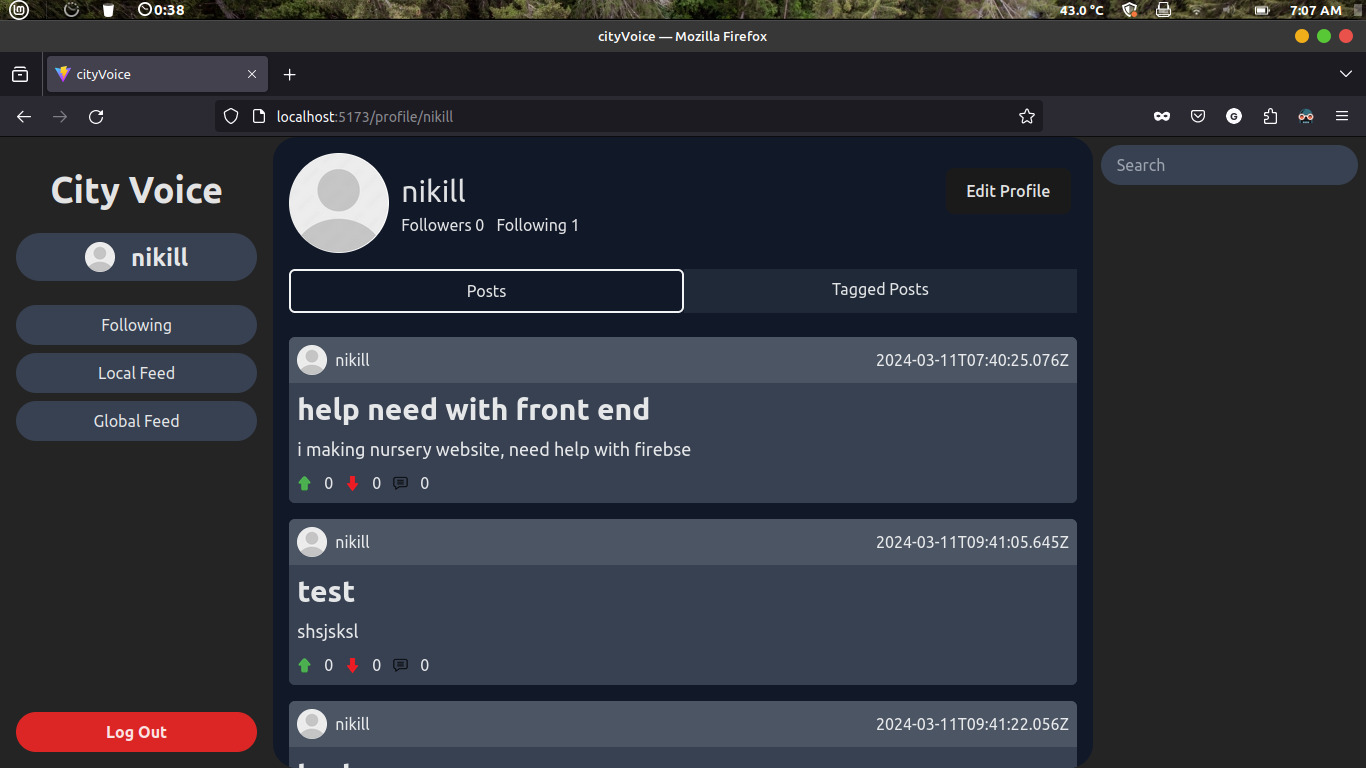 0:38
43.0 °C
7:07 AM
cityVoice — Mozilla Firefox
cityVoice
localhost:5173/profile/nikill
G
City Voice
nikill
Following
Local Feed
Global Feed
Log Out
nikill
Followers 0 Following 1
Edit Profile
Posts
Tagged Posts
nikill 2024-03-11T07:40:25.076Z
help need with front end
i making nursery website, need help with firebse
0 0 0
nikill 2024-03-11T09:41:05.645Z
test
shsjsksl
0 0 0
nikill 2024-03-11T09:41:22.056Z
Search